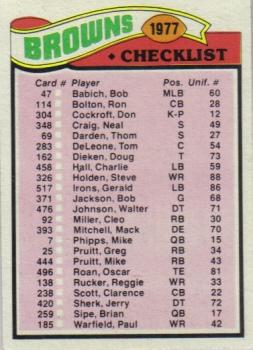 BROWNS
1977
♦ CHECKLIST
Card # Player Pos. Unif. #
47 Babich, Bob MLB 60
114 Bolton, Ron CB 28
304 Cockroft, Don K-P 12
348 Craig, Neal S 49
69 Darden, Thom S 27
283 DeLeone, Tom C 54
162 Dieken, Doug T 73
458 Hall, Charlie LB 59
326 Holden, Steve WR 88
517 Irons, Gerald LB 86
371 Jackson, Bob G 68
476 Johnson, Walter DT 71
92 Miller, Cleo RB 30
393 Mitchell, Mack DE 70
7 Phipps, Mike QB 15
25 Pruitt, Greg RB 34
444 Pruitt, Mike RB 43
496 Roan, Oscar TE 81
138 Rucker, Reggie WR 33
238 Scott, Clarence CB 22
420 Sherk, Jerry DT 72
259 Sipe, Brian QB 17
185 Warfield, Paul WR 42